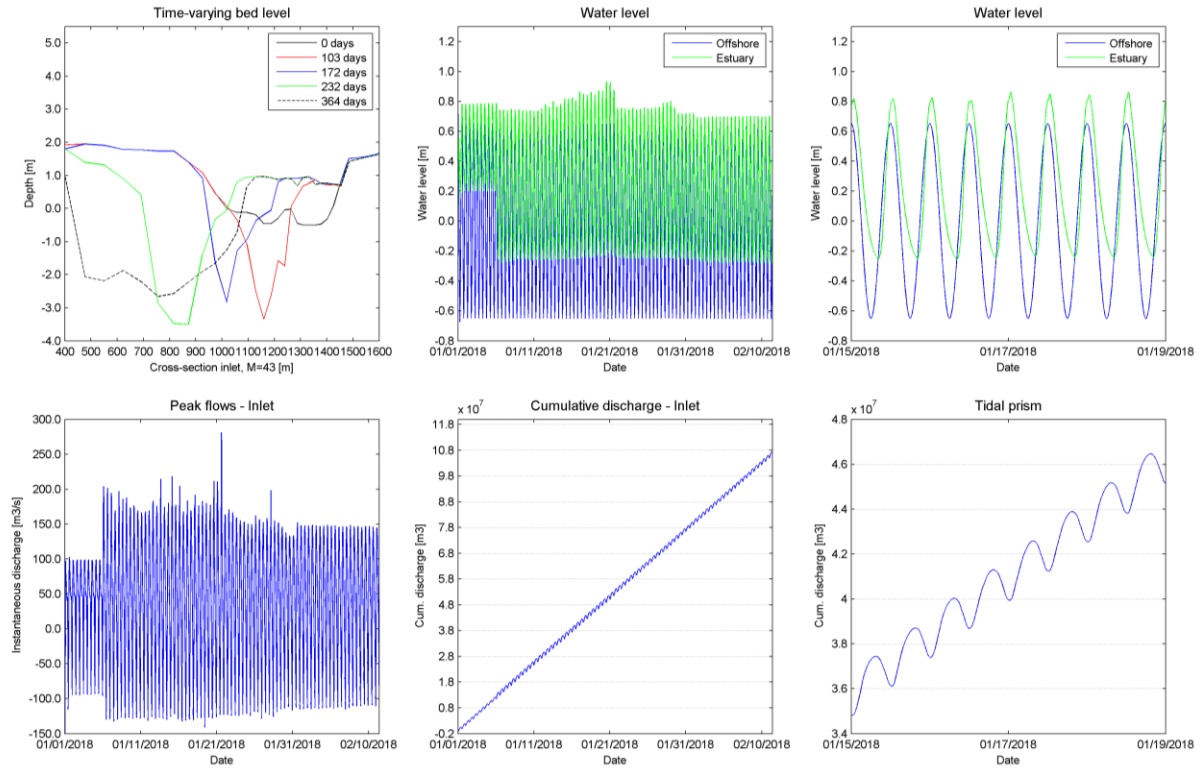 Time-varying bed level
5.0
4.0
3.0
2.0
1.0
0.0
-1.0
-2.0
-3.0
-4.0
Depth [m]
0 days
103 days
172 days
232 days
364 days
400 500 600 700 800 900 1000 1100 1200 1300 1400 1500 1600
Cross-section inlet, M=43 [m]
Water level
1.2
1.0
0.8
0.6
0.4
0.2
0.0
-0.2
-0.4
-0.6
-0.8
Water level [m]
Offshore
Estuary
01/01/2018 01/11/2018 01/21/2018 01/31/2018 02/10/2018
Date
Water level
1.2
1.0
0.8
0.6
0.4
0.2
0.0
-0.2
-0.4
-0.6
-0.8
Water level [m]
Offshore
Estuary
01/15/2018 01/17/2018 01/19/2018
Date
Peak flows - Inlet
300.0
250.0
200.0
150.0
100.0
50.0
0.0
-50.0
-100.0
-150.0
Instantaneous discharge [m3/s]
01/01/2018 01/11/2018 01/21/2018 01/31/2018 02/10/2018
Date
Cumulative discharge - Inlet
x 10⁷
11.8
10.8
9.8
8.8
7.8
6.8
5.8
4.8
3.8
2.8
1.8
0.8
-0.2
Cum. discharge [m3]
01/01/2018 01/11/2018 01/21/2018 01/31/2018 02/10/2018
Date
Tidal prism
x 10⁷
4.8
4.6
4.4
4.2
4
3.8
3.6
3.4
Cum. discharge [m3]
01/15/2018 01/17/2018 01/19/2018
Date